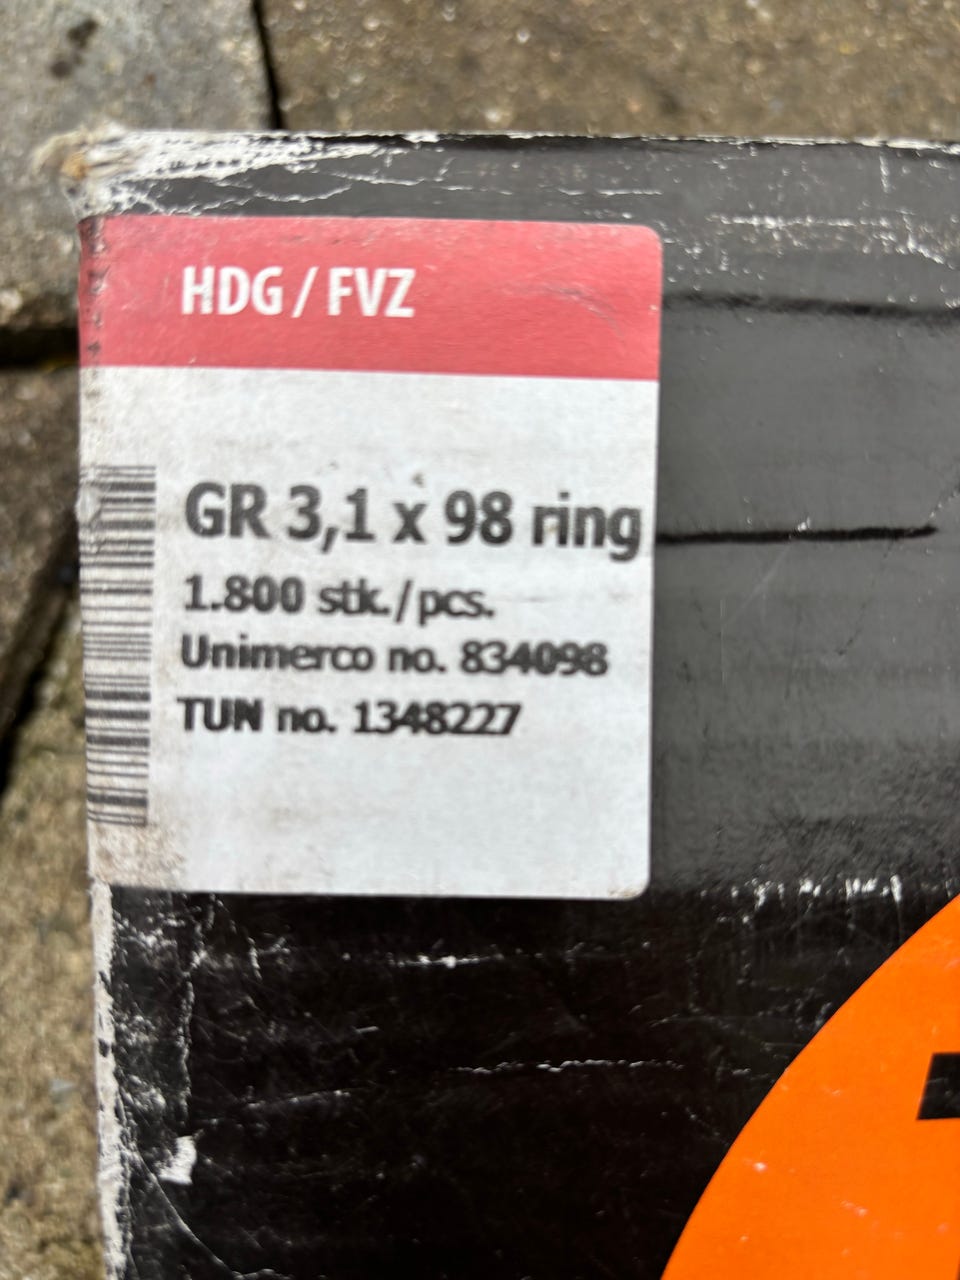 HDG / FVZ
GR 3,1 x 98 ring
1.800 stk./pcs.
Unimerco no. 834098
TUN no. 1348227